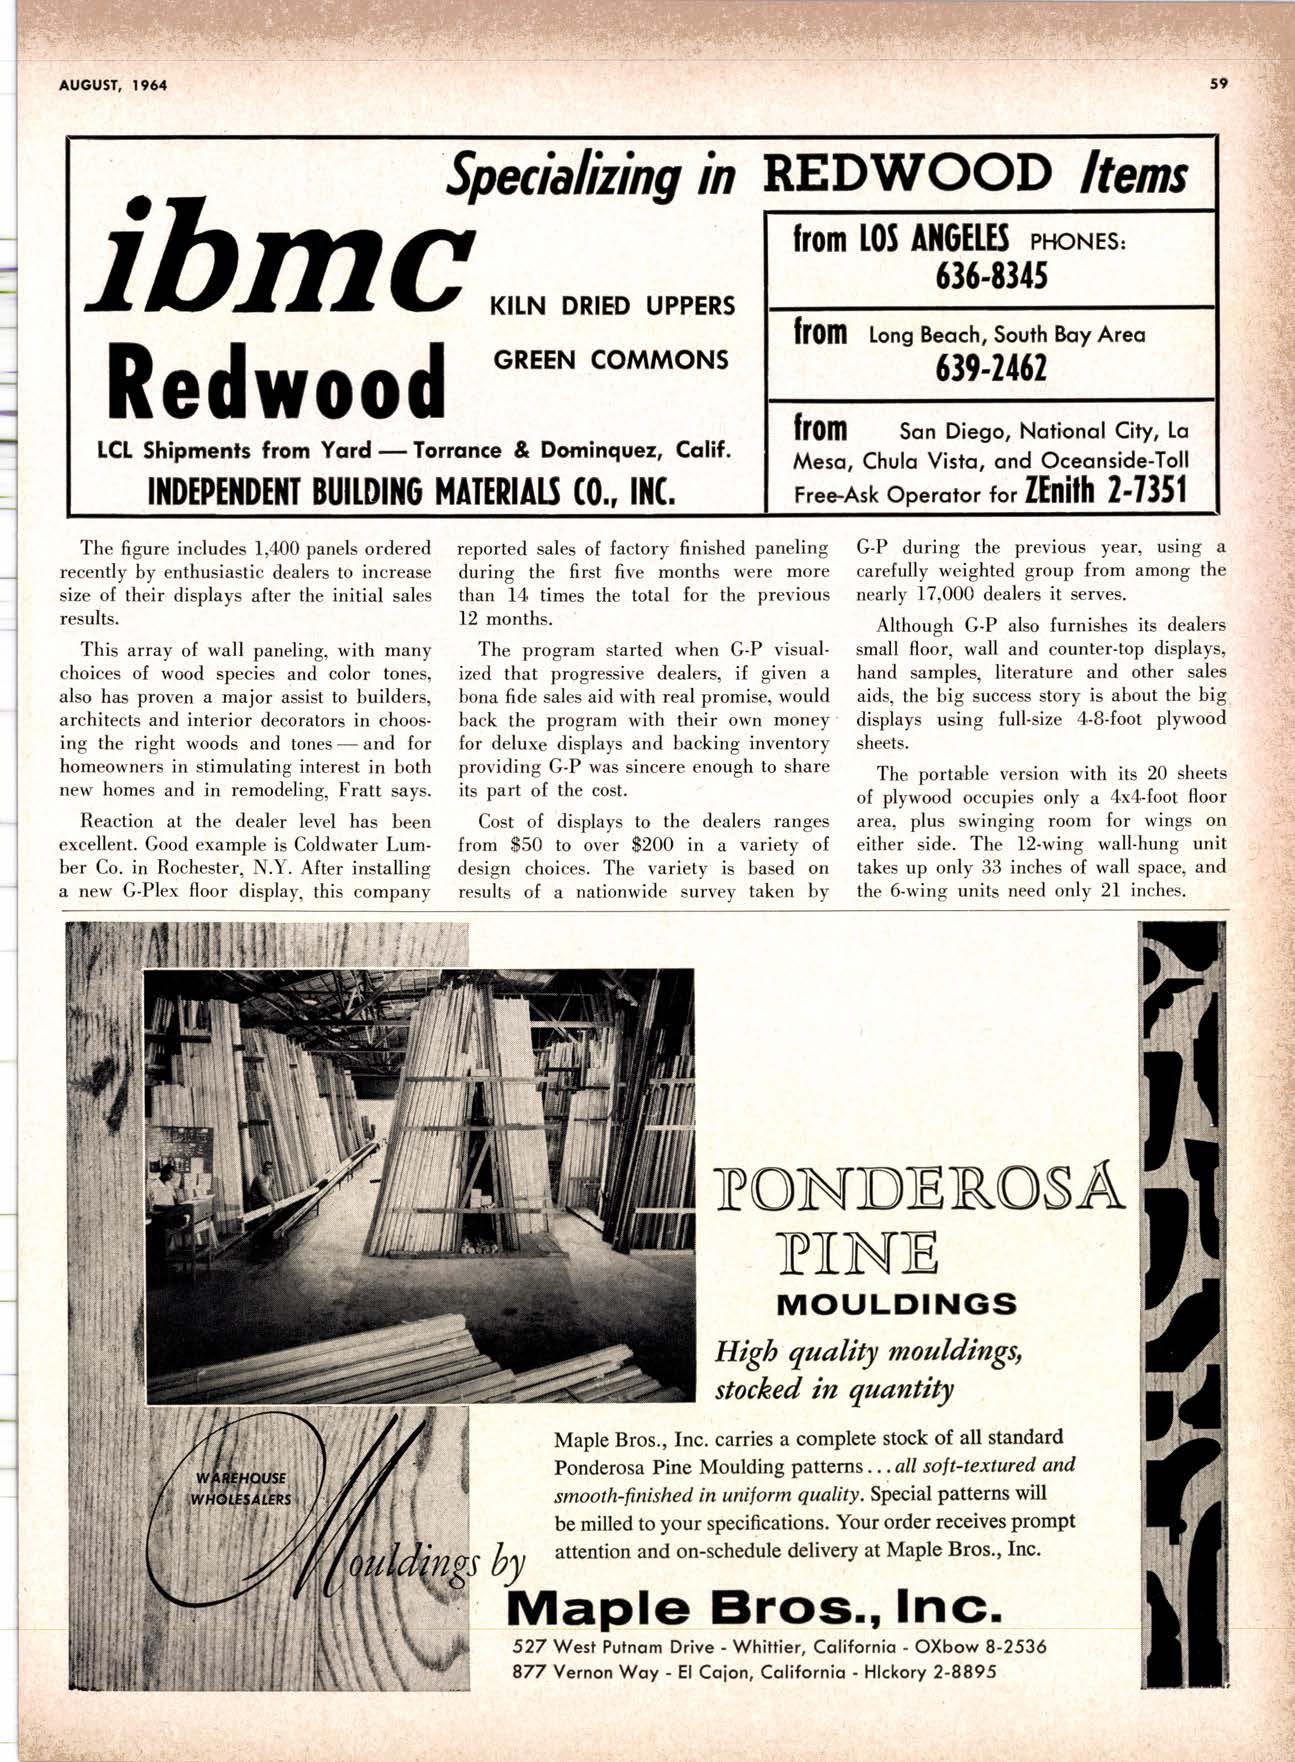 AUGUST, 1964
59
Specializing in REDWOOD Items
ibmc
Redwood
KILN DRIED UPPERS
GREEN COMMONS
LCL Shipments from Yard — Torrance & Dominquez, Calif.
INDEPENDENT BUILDING MATERIALS CO., INC.
from LOS ANGELES PHONES:
636-8345
from Long Beach, South Bay Area
639-2462
from San Diego, National City, La
Mesa, Chula Vista, and Oceanside-Toll
Free-Ask Operator for ZEnith 2-7351
The figure includes 1,400 panels ordered
recently by enthusiastic dealers to increase
size of their displays after the initial sales
results.
This array of wall paneling, with many
choices of wood species and color tones,
also has proven a major assist to builders,
architects and interior decorators in choos-
ing the right woods and tones — and for
homeowners in stimulating interest in both
new homes and in remodeling, Fratt says.
Reaction at the dealer level has been
excellent. Good example is Coldwater Lum-
ber Co. in Rochester, N.Y. After installing
a new G-Plex floor display, this company
reported sales of factory finished paneling
during the first five months were more
than 14 times the total for the previous
12 months.
The program started when G-P visual-
ized that progressive dealers, if given a
bona fide sales aid with real promise, would
back the program with their own money
for deluxe displays and backing inventory
providing G-P was sincere enough to share
its part of the cost.
Cost of displays to the dealers ranges
from $50 to over $200 in a variety of
design choices. The variety is based on
results of a nationwide survey taken by
G-P during the previous year, using a
carefully weighted group from among the
nearly 17,000 dealers it serves.
Although G-P also furnishes its dealers
small floor, wall and counter-top displays,
hand samples, literature and other sales
aids, the big success story is about the big
displays using full-size 4-8-foot plywood
sheets.
The portable version with its 20 sheets
of plywood occupies only a 4x4-foot floor
area, plus swinging room for wings on
either side. The 12-wing wall-hung unit
takes up only 33 inches of wall space, and
the 6-wing units need only 21 inches.
PONDEROSA
PINE
MOULDINGS
High quality mouldings,
stocked in quantity
Maple Bros., Inc. carries a complete stock of all standard
Ponderosa Pine Moulding patterns . . . all soft-textured and
smooth-finished in uniform quality. Special patterns will
be milled to your specifications. Your order receives prompt
attention and on-schedule delivery at Maple Bros., Inc.
WAREHOUSE
WHOLESALERS
Mouldings by
Maple Bros., Inc.
527 West Putnam Drive - Whittier, California - OXbow 8-2536
877 Vernon Way - El Cajon, California - HIckory 2-8895